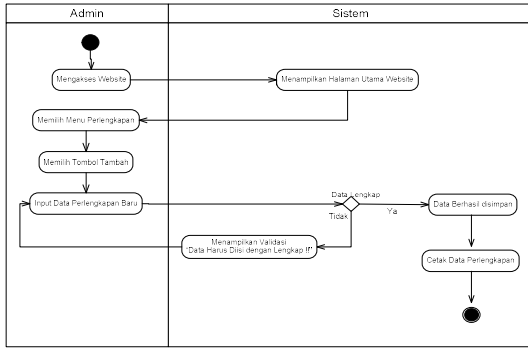 Admin
Sistem
Mengakses Website
Menampilkan Halaman Utama Website
Memilih Menu Perlengkapan
Memilih Tombol Tambah
Input Data Perlengkapan Baru
Data Lengkap
Tidak
Ya
Data Berhasil disimpan
Menampilkan Validasi
"Data Harus Diisi dengan Lengkap !!"
Cetak Data Perlengkapan